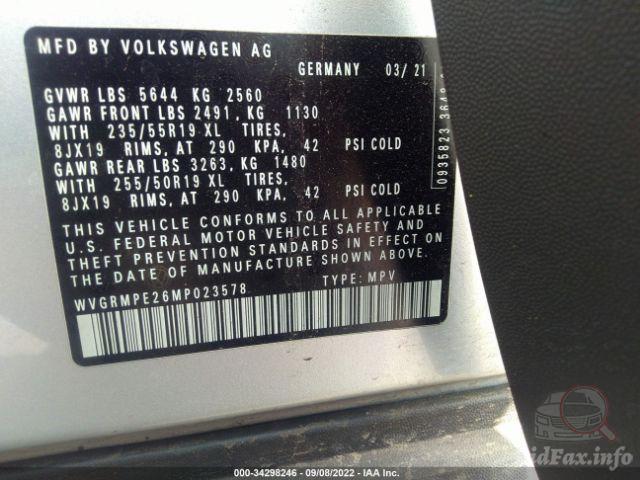 MFD BY VOLKSWAGEN AG
GERMANY 03/ 21
GVWR LBS 5644 KG 2560
GAWR FRONT LBS 2491, KG 1130
WITH 235/55R19 XL TIRES,
8JX19 RIMS, AT 290 KPA, 42 PSI COLD
GAWR REAR LBS 3263, KG 1480
WITH 255/50R19 XL TIRES,
8JX19 RIMS, AT 290 KPA, 42 PSI COLD
THIS VEHICLE CONFORMS TO ALL APPLICABLE
U.S. FEDERAL MOTOR VEHICLE SAFETY AND
THEFT PREVENTION STANDARDS IN EFFECT ON
THE DATE OF MANUFACTURE SHOWN ABOVE.
WVGRMPE26MP023578 TYPE: MPV
0935823 3648
idFax.info
000-34298246 - 09/08/2022 - IAA Inc.